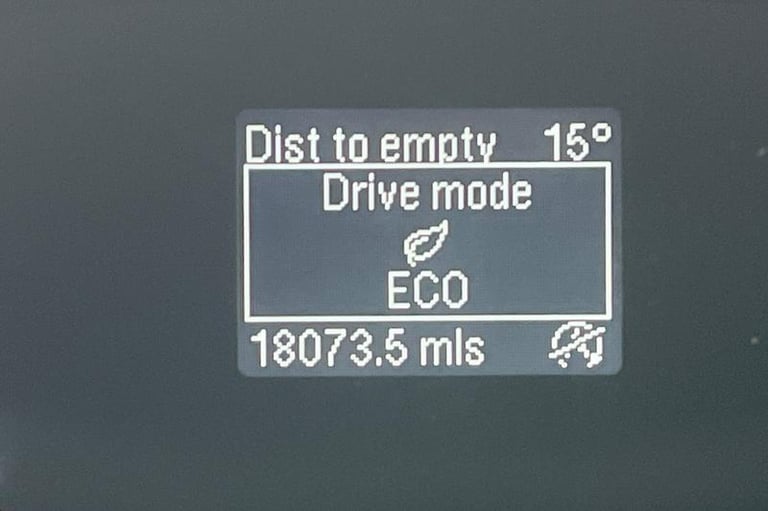 Dist to empty 15°
Drive mode
ECO
18073.5 mls